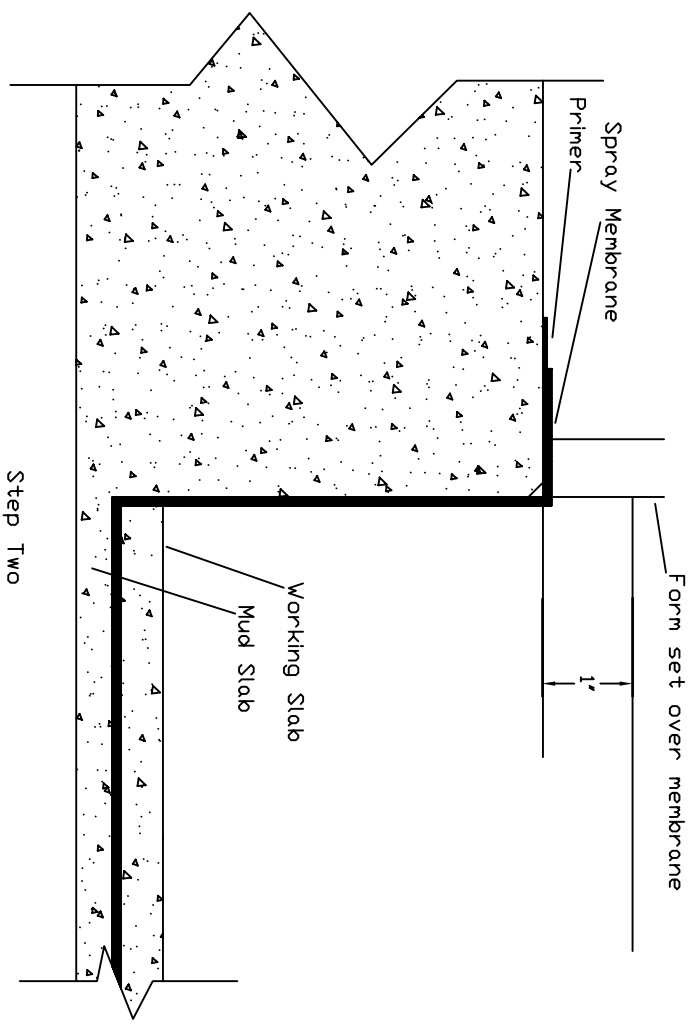 Form set over membrane
Spray Membrane
Primer
1"
Working Slab
Mud Slab
Step Two